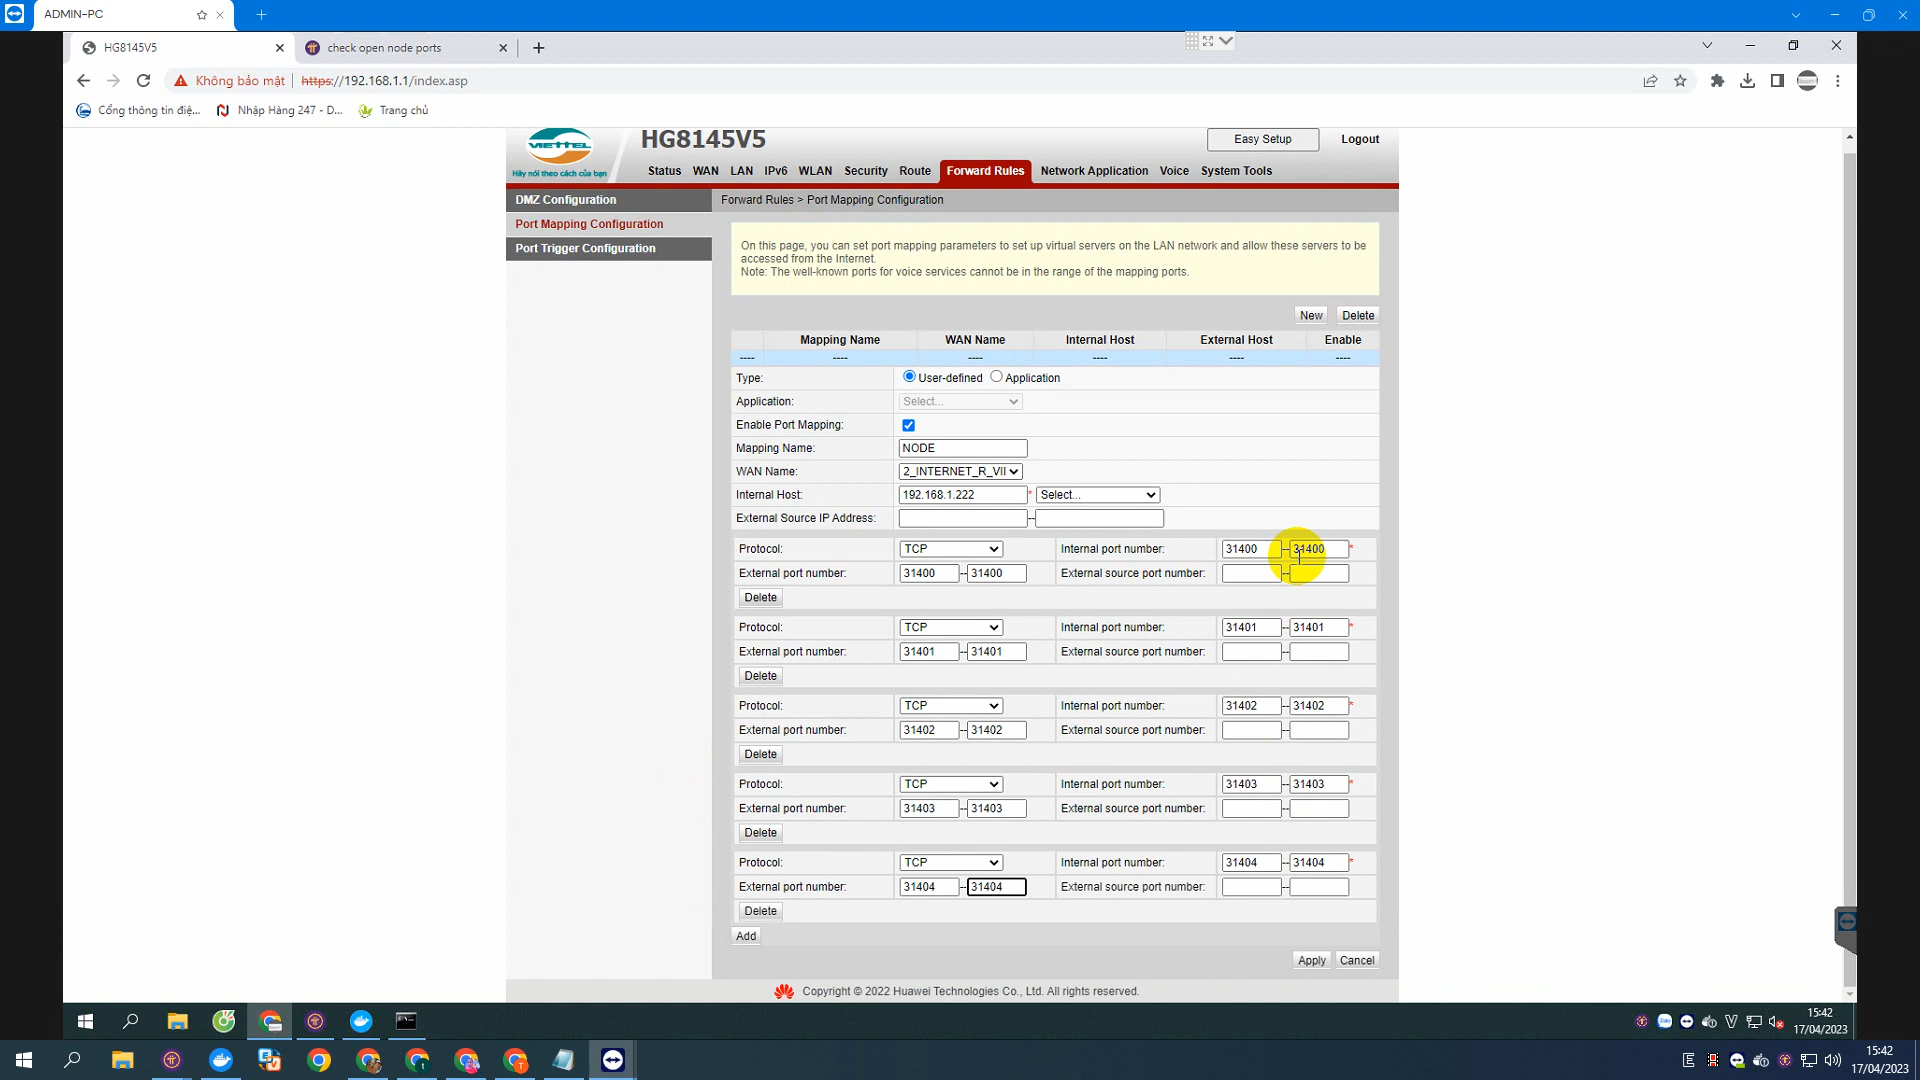 ADMIN-PC
HG8145V5
check open node ports
Không bảo mật
https://192.168.1.1/index.asp
Cổng thông tin điệ...
Nhập Hàng 247 - D...
Trang chủ
VIETTEL
Hãy nói theo cách của bạn
HG8145V5
Easy Setup
Logout
Status WAN LAN IPv6 WLAN Security Route Forward Rules Network Application Voice System Tools
DMZ Configuration
Port Mapping Configuration
Port Trigger Configuration
Forward Rules > Port Mapping Configuration
On this page, you can set port mapping parameters to set up virtual servers on the LAN network and allow these servers to be
accessed from the Internet.
Note: The well-known ports for voice services cannot be in the range of the mapping ports.
New Delete
Mapping Name WAN Name Internal Host External Host Enable
---- ---- ---- ---- ---- ----
Type: User-defined Application
Application: Select...
Enable Port Mapping:
Mapping Name: NODE
WAN Name: 2_INTERNET_R_VII
Internal Host: 192.168.1.222 * Select...
External Source IP Address: --
Protocol: TCP Internal port number: 31400 -- 31400 *
External port number: 31400 -- 31400 External source port number: --
Delete
Protocol: TCP Internal port number: 31401 -- 31401 *
External port number: 31401 -- 31401 External source port number: --
Delete
Protocol: TCP Internal port number: 31402 -- 31402 *
External port number: 31402 -- 31402 External source port number: --
Delete
Protocol: TCP Internal port number: 31403 -- 31403 *
External port number: 31403 -- 31403 External source port number: --
Delete
Protocol: TCP Internal port number: 31404 -- 31404 *
External port number: 31404 -- 31404 External source port number: --
Delete
Add
Apply Cancel
Copyright © 2022 Huawei Technologies Co., Ltd. All rights reserved.
15:42
17/04/2023
15:42
17/04/2023